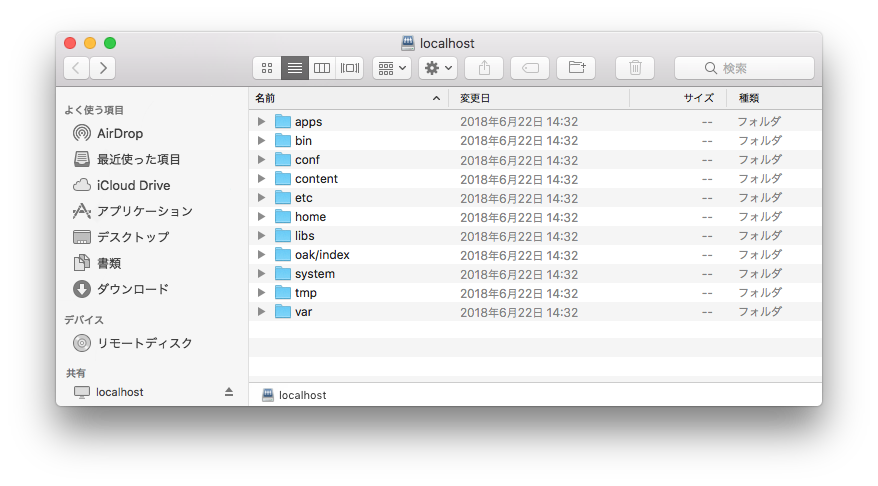 localhost
検索
よく使う項目
AirDrop
最近使った項目
iCloud Drive
アプリケーション
デスクトップ
書類
ダウンロード
デバイス
リモートディスク
共有
localhost
名前 変更日 サイズ 種類
apps 2018年6月22日 14:32 -- フォルダ
bin 2018年6月22日 14:32 -- フォルダ
conf 2018年6月22日 14:32 -- フォルダ
content 2018年6月22日 14:32 -- フォルダ
etc 2018年6月22日 14:32 -- フォルダ
home 2018年6月22日 14:32 -- フォルダ
libs 2018年6月22日 14:32 -- フォルダ
oak/index 2018年6月22日 14:32 -- フォルダ
system 2018年6月22日 14:32 -- フォルダ
tmp 2018年6月22日 14:32 -- フォルダ
var 2018年6月22日 14:32 -- フォルダ
localhost